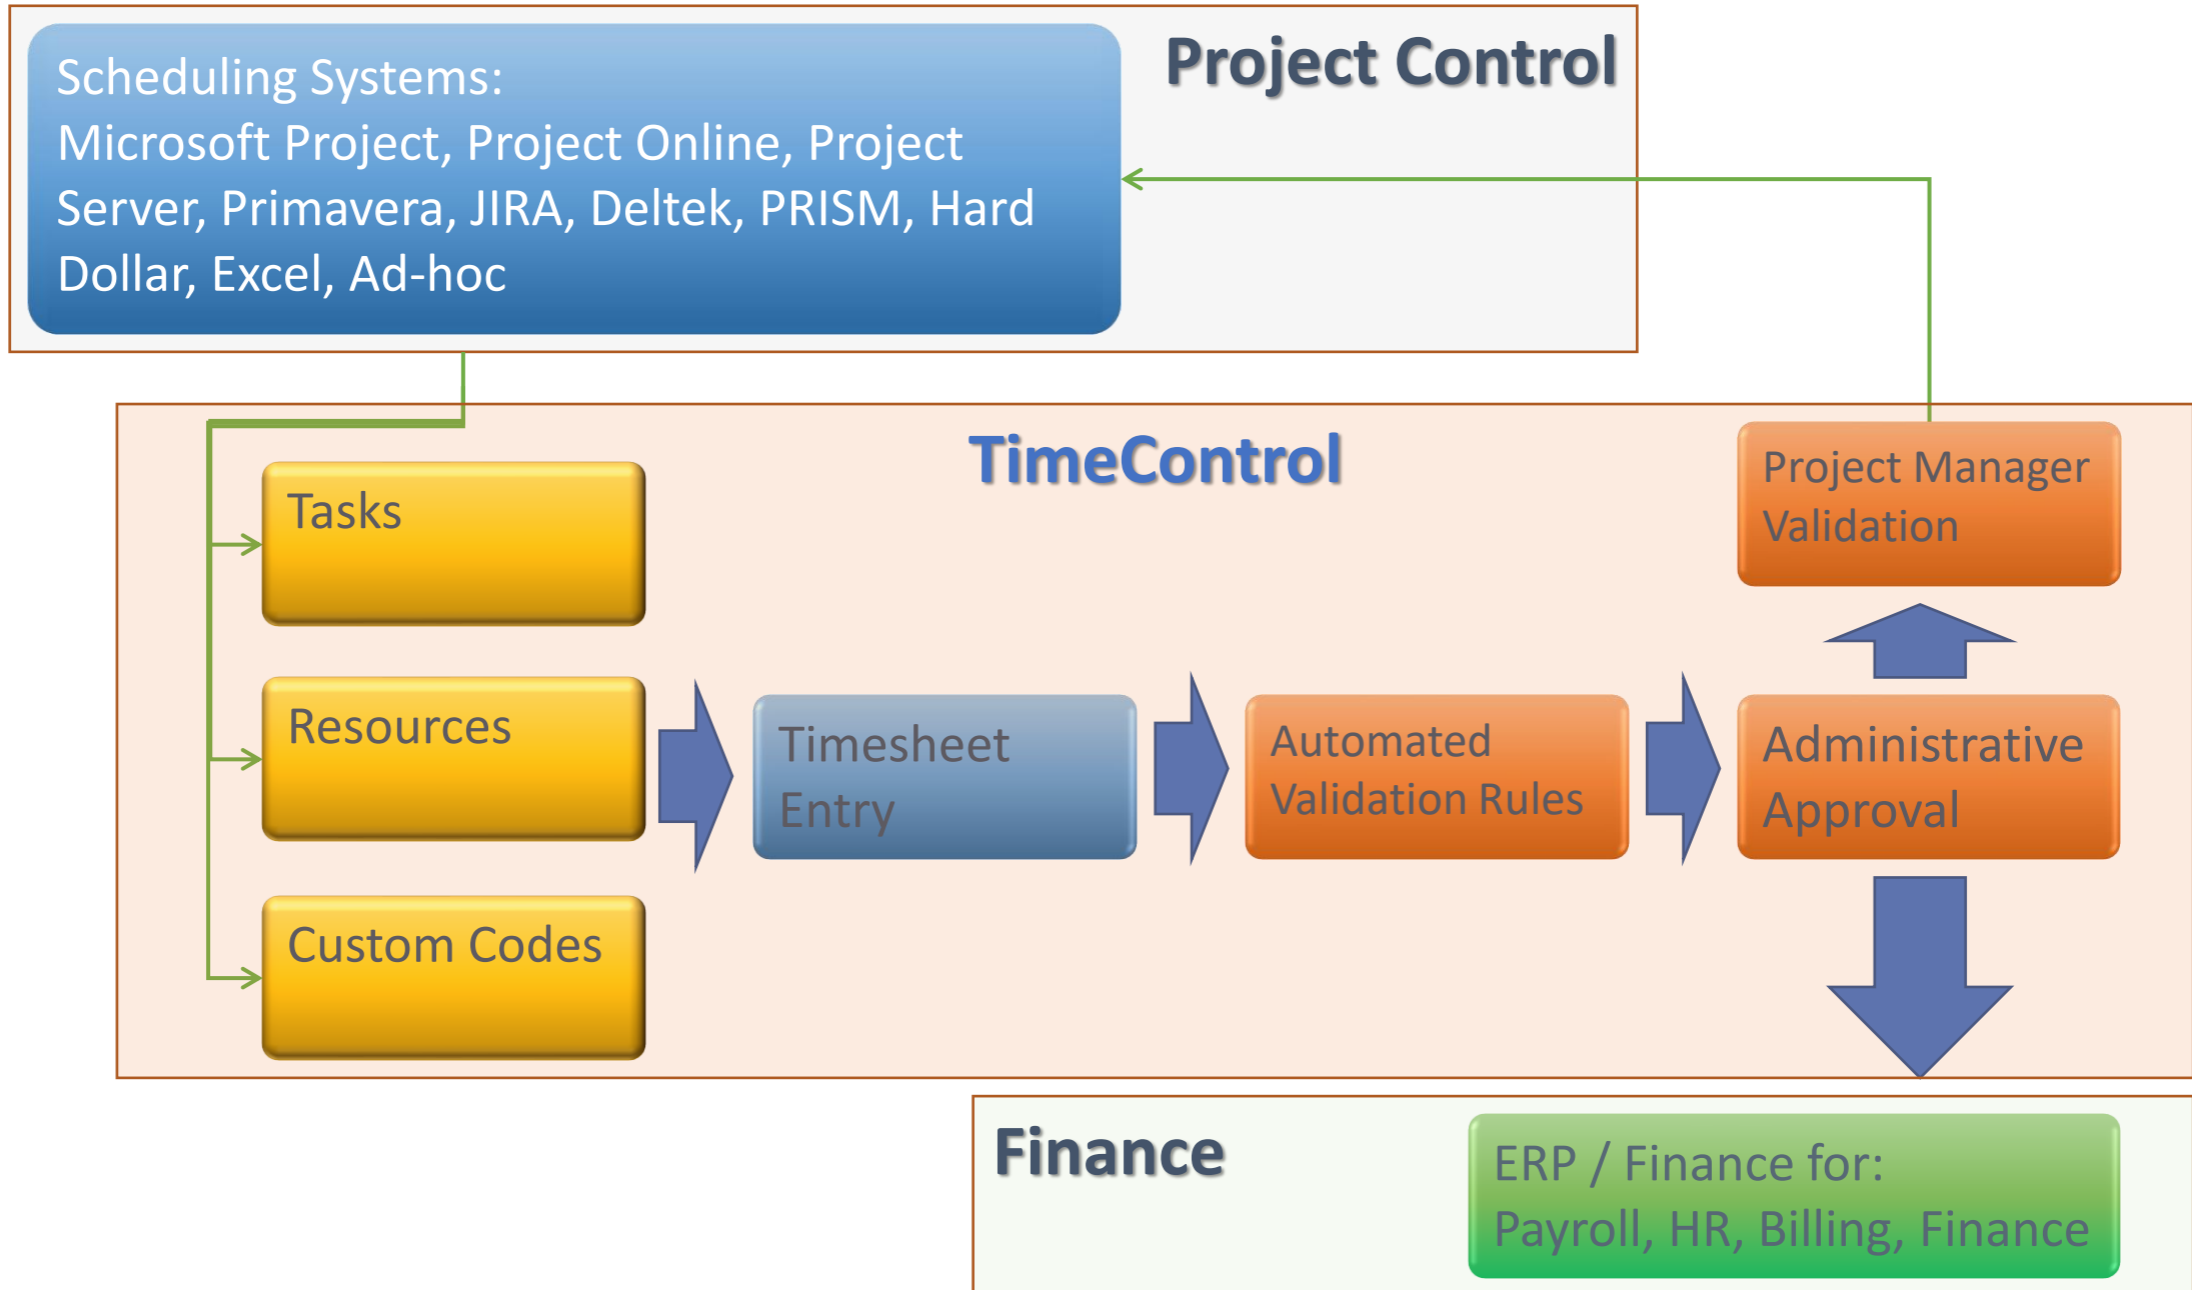 Project Control
Scheduling Systems:
Microsoft Project, Project Online, Project
Server, Primavera, JIRA, Deltek, PRISM, Hard
Dollar, Excel, Ad-hoc
TimeControl
Tasks
Resources
Custom Codes
Timesheet
Entry
Automated
Validation Rules
Administrative
Approval
Project Manager
Validation
Finance
ERP / Finance for:
Payroll, HR, Billing, Finance